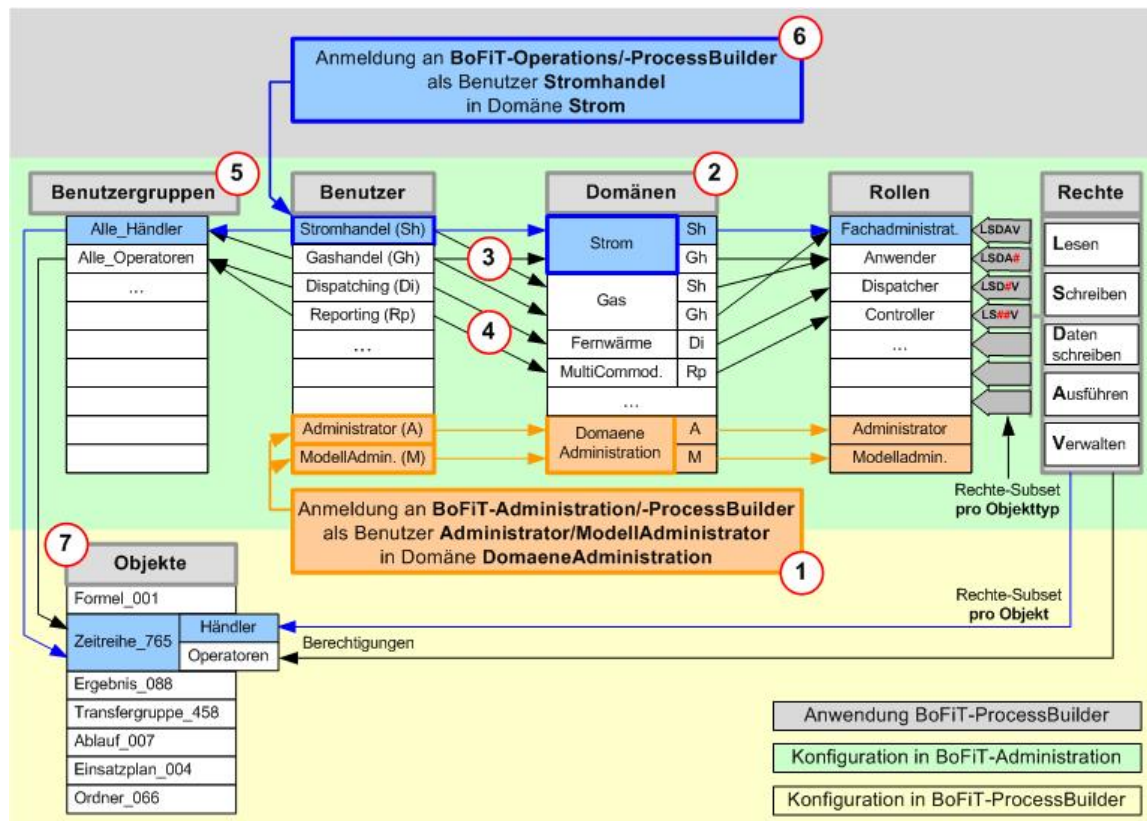 6
Anmeldung an BoFiT-Operations/-ProcessBuilder
als Benutzer Stromhandel
in Domäne Strom
5
2
Benutzergruppen
Benutzer
Domänen
Rollen
Rechte
Alle_Händler
Stromhandel (Sh)
Strom
Sh
Fachadministrat.
LSDAV
Lesen
Alle_Operatoren
Gashandel (Gh)
3
Gh
Anwender
LSDA#
...
Dispatching (Di)
Gas
Sh
Dispatcher
LSD#V
Schreiben
Reporting (Rp)
4
Gh
Controller
LS##V
...
Fernwärme
Di
...
Daten
schreiben
MultiCommod.
Rp
Ausführen
...
Administrator (A)
Domaene
Administration
A
Administrator
Verwalten
ModellAdmin. (M)
M
Modelladmin.
Rechte-Subset
pro Objekttyp
Anmeldung an BoFiT-Administration/-ProcessBuilder
als Benutzer Administrator/ModellAdministrator
in Domäne DomaeneAdministration
1
7
Objekte
Formel_001
Zeitreihe_765
Händler
Operatoren
Berechtigungen
Rechte-Subset
pro Objekt
Ergebnis_088
Transfergruppe_458
Ablauf_007
Einsatzplan_004
Ordner_066
Anwendung BoFiT-ProcessBuilder
Konfiguration in BoFiT-Administration
Konfiguration in BoFiT-ProcessBuilder